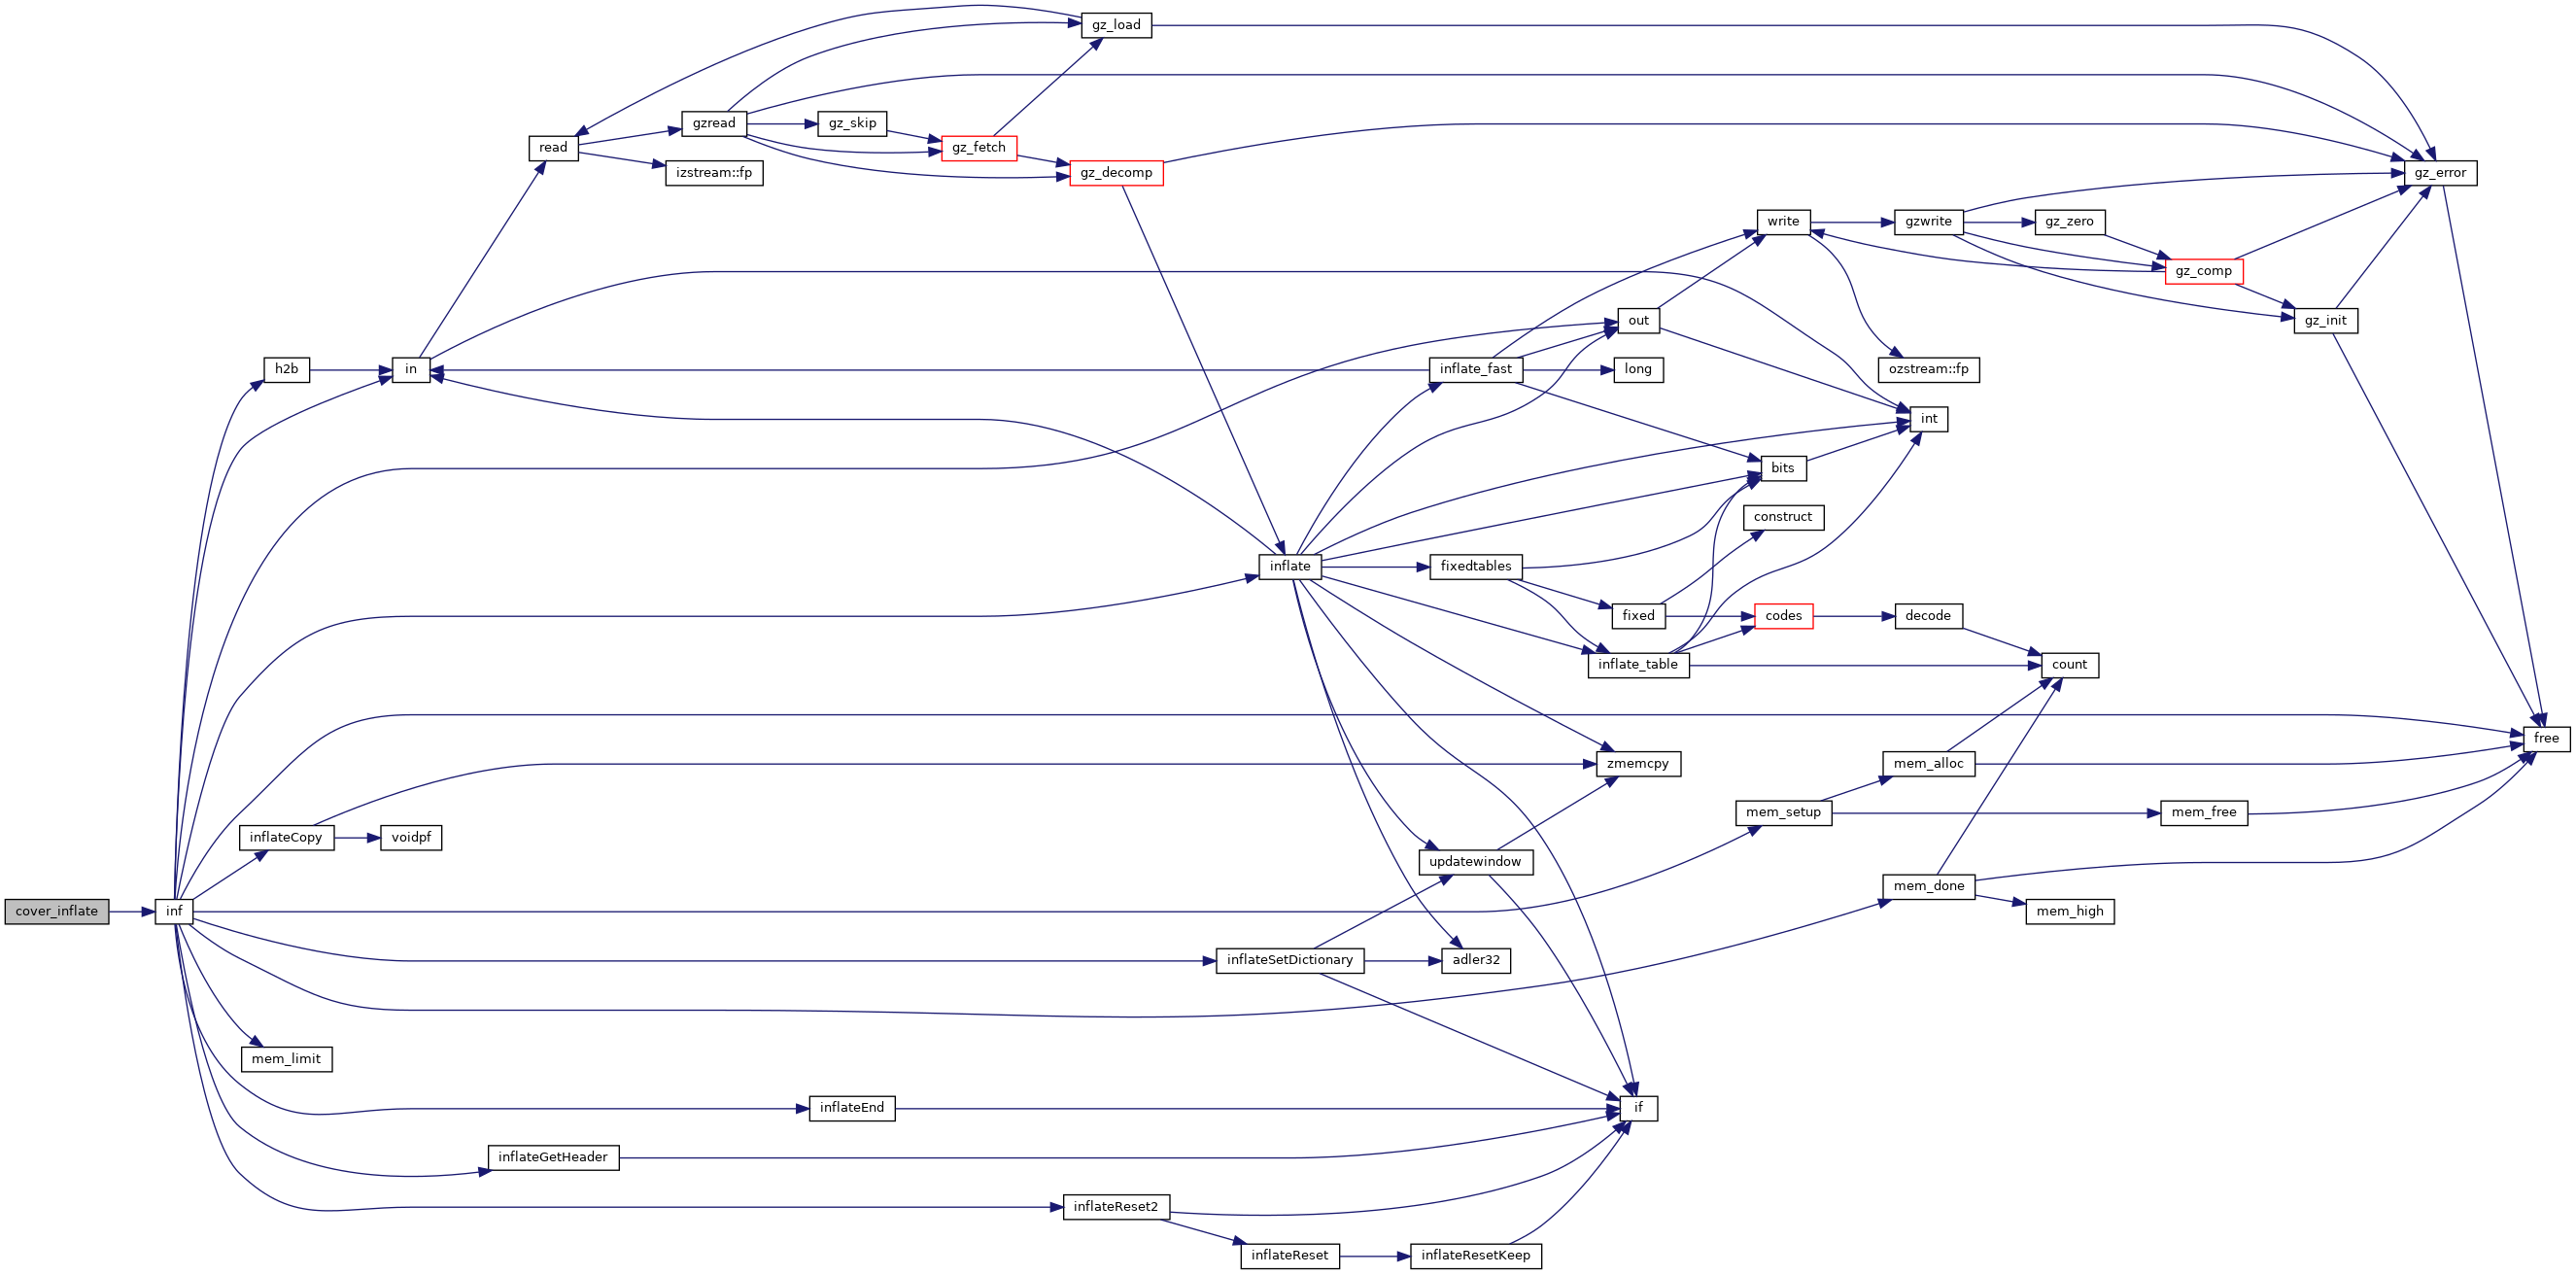 gz_load
gzread
gz_skip
read
gz_fetch
izstream::fp
gz_decomp
gz_error
write
gzwrite
gz_zero
gz_comp
out
gz_init
h2b
in
inflate_fast
long
ozstream::fp
int
bits
construct
inflate
fixedtables
fixed
codes
decode
inflate_table
count
free
zmemcpy
mem_alloc
mem_setup
mem_free
inflateCopy
voidpf
updatewindow
mem_done
cover_inflate
inf
mem_high
inflateSetDictionary
adler32
mem_limit
inflateEnd
if
inflateGetHeader
inflateReset2
inflateReset
inflateResetKeep